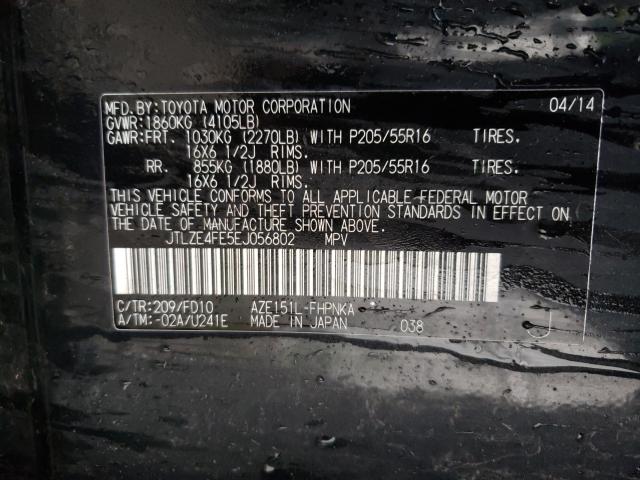 MFD.BY:TOYOTA MOTOR CORPORATION 04/14
GVWR:1860KG (4105LB)
GAWR:FRT. 1030KG (2270LB) WITH P205/55R16 TIRES.
16X6 1/2J RIMS.
RR. 855KG (1880LB) WITH P205/55R16 TIRES.
16X6 1/2J RIMS.
THIS VEHICLE CONFORMS TO ALL APPLICABLE FEDERAL MOTOR
VEHICLE SAFETY AND THEFT PREVENTION STANDARDS IN EFFECT ON
THE DATE OF MANUFACTURE SHOWN ABOVE.
JTLZE4FE5EJ056802 MPV
C/TR:209/FD10 AZE151L-FHPNKA
A/TM:-02A/U241E MADE IN JAPAN 038 J